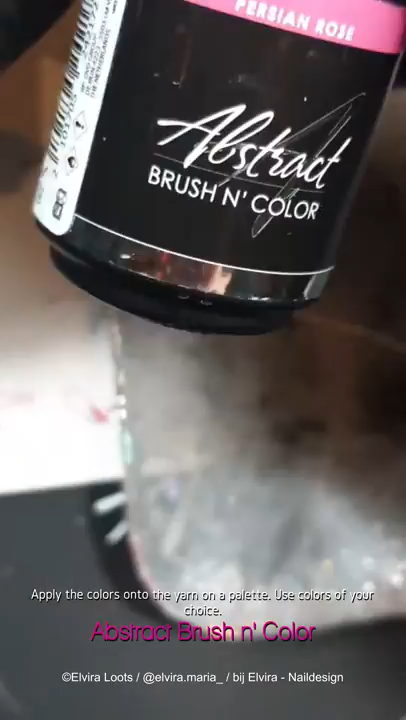 PERSIAN ROSE
Abstract
BRUSH N' COLOR
Apply the colors onto the yarn on a palette. Use colors of your
choice.
Abstract Brush n' Color
©Elvira Loots / @elvira.maria_ / bij Elvira - Naildesign